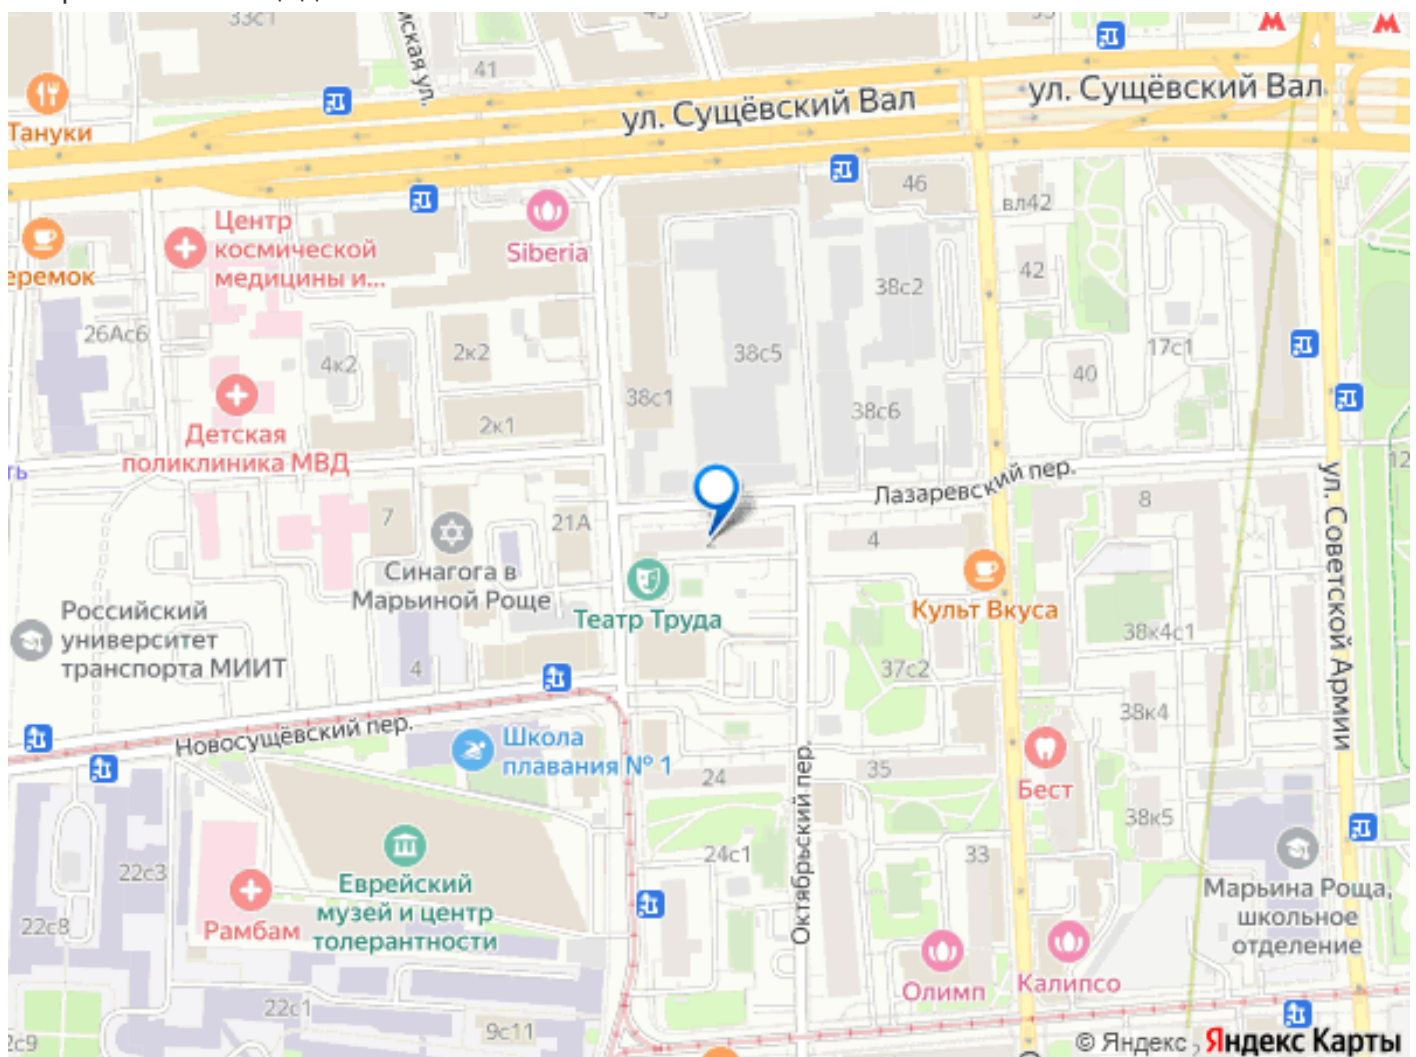 33с1
41
ул. Сущёвский Вал
ул. Сущёвский Вал
Тануки
46
вл42
Центр
космической
медицины и...
Siberia
42
38с2
26Ас6
4к2
2к2
38с5
17с1
40
38с1
38с6
2к1
Детская
поликлиника МВД
ть
12
Лазаревский пер.
ул. Советской Армии
8
7
21А
2
4
Синагога в
Марьиной Роще
Театр Труда
Культ Вкуса
Российский
университет
транспорта МИИТ
4
38к4с1
37с2
38к4
Новосущёвский пер.
Школа
плавания № 1
24
35
Бест
Октябрьский пер.
38к5
24с1
33
22с3
Еврейский
музей и центр
толерантности
Рамбам
22с8
Марьина Роща,
школьное
отделение
Олимп
Калипсо
22с1
9с11
© Яндекс
Яндекс Карты